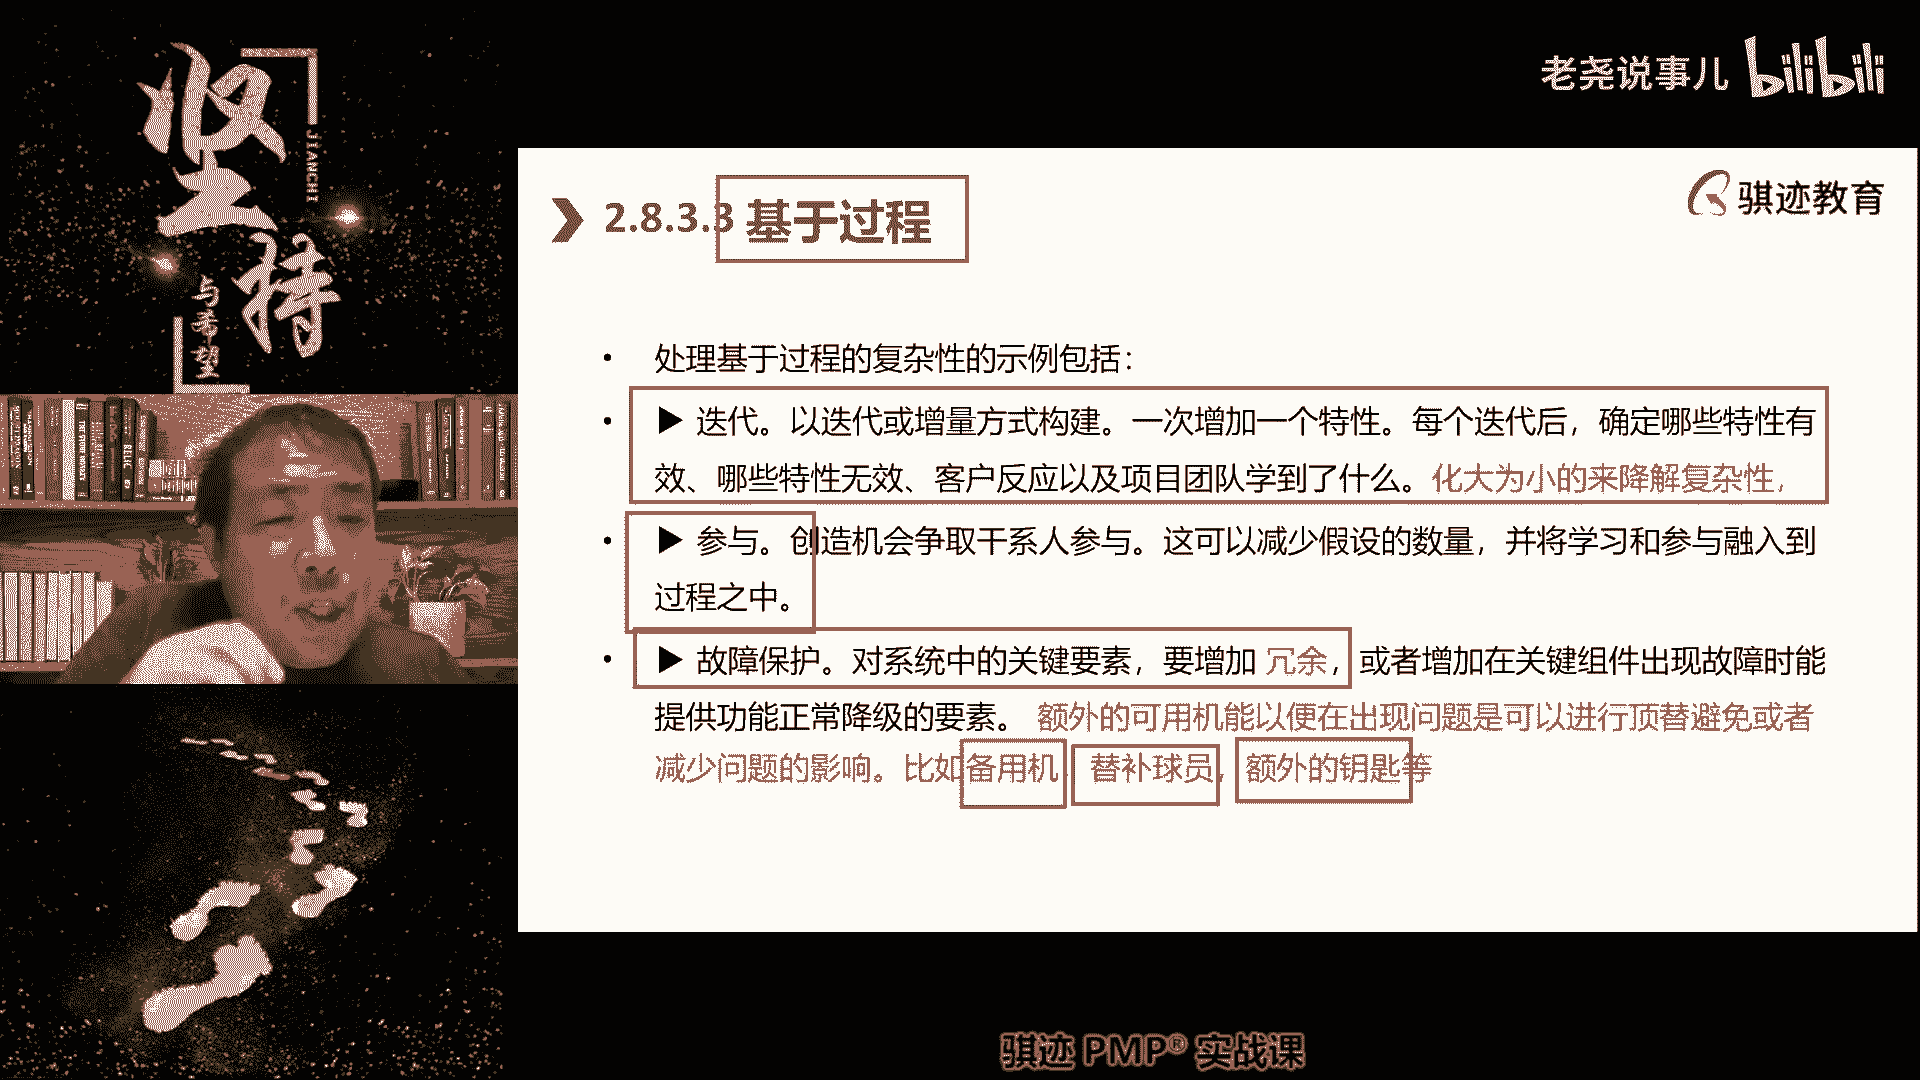 坚持
JIANCHI
与希望
老尧说事儿 bilibili
骐迹教育
2.8.3.3 基于过程
• 处理基于过程的复杂性的示例包括：
• ▶ 迭代。以迭代或增量方式构建。一次增加一个特性。每个迭代后，确定哪些特性有
效、哪些特性无效、客户反应以及项目团队学到了什么。化大为小的来降解复杂性，
• ▶ 参与。创造机会争取干系人参与。这可以减少假设的数量，并将学习和参与融入到
过程之中。
• ▶ 故障保护。对系统中的关键要素，要增加 冗余，或者增加在关键组件出现故障时能
提供功能正常降级的要素。 额外的可用机能以便在出现问题是可以进行顶替避免或者
减少问题的影响。比如备用机，替补球员，额外的钥匙等
骐迹 PMP® 实战课